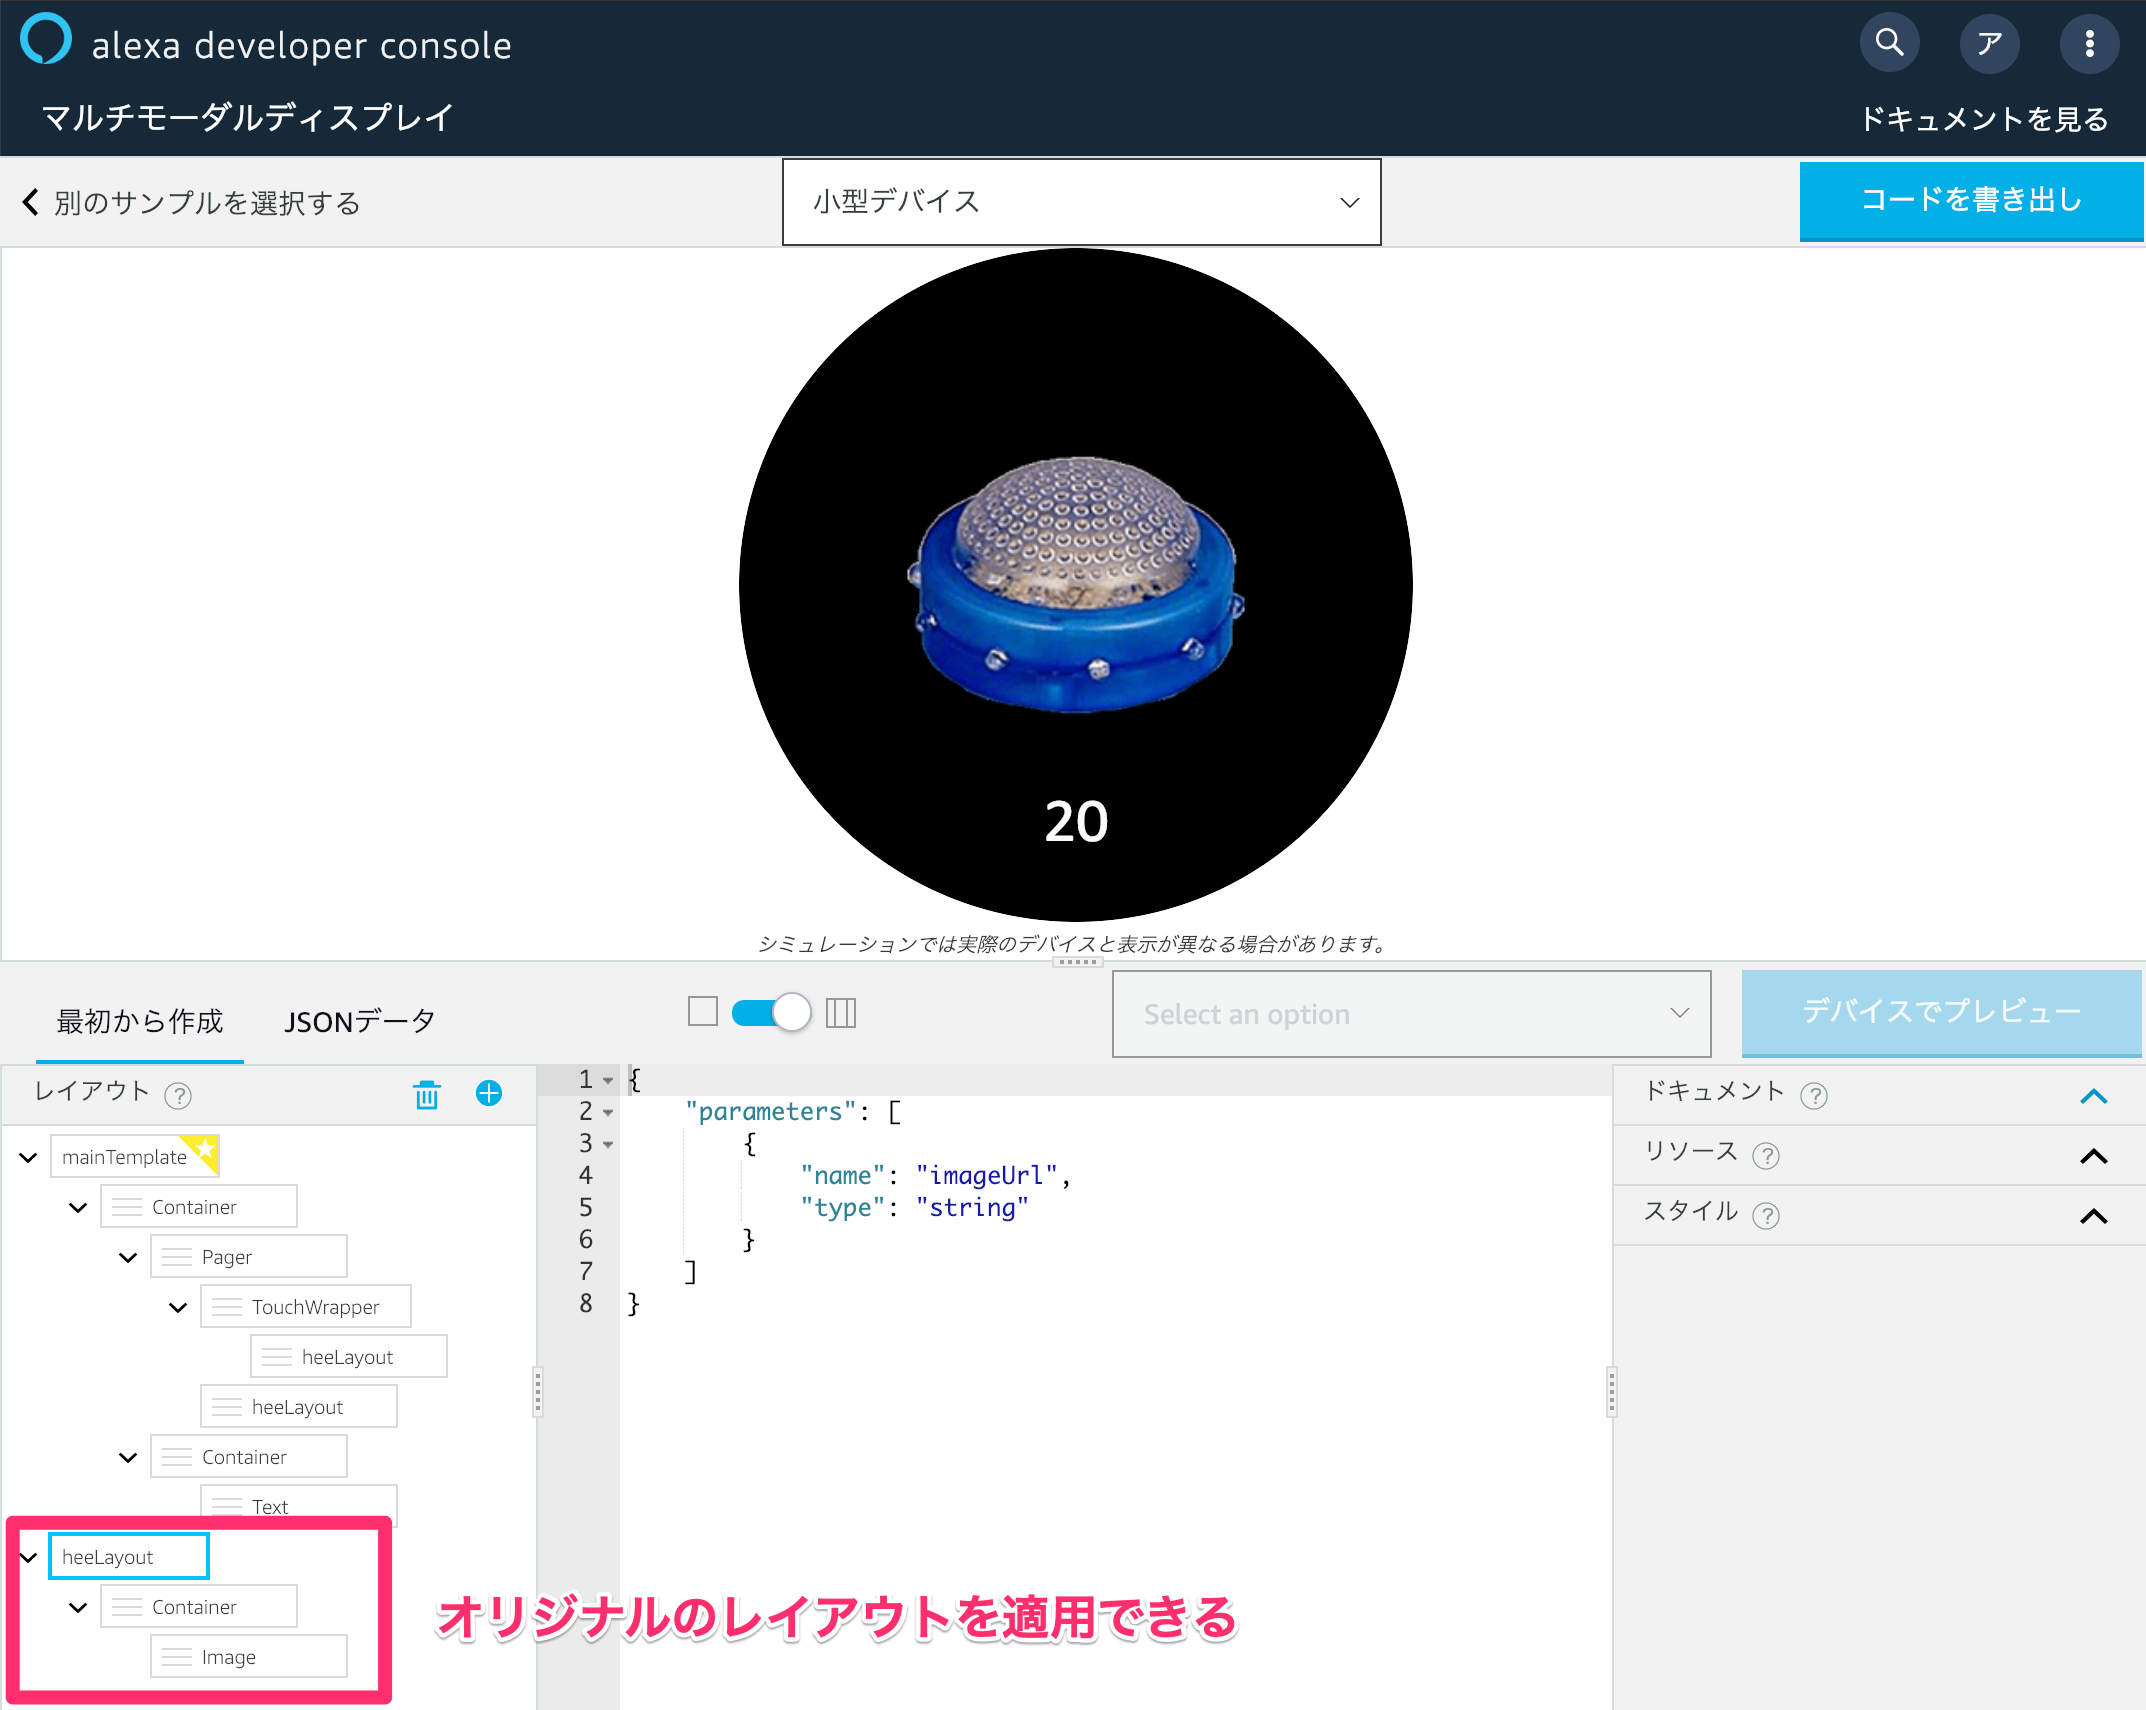 alexa developer console
ア
マルチモーダルディスプレイ
ドキュメントを見る
別のサンプルを選択する
小型デバイス
コードを書き出し
20
シミュレーションでは実際のデバイスと表示が異なる場合があります。
最初から作成
JSONデータ
Select an option
デバイスでプレビュー
レイアウト ?
mainTemplate
Container
Pager
TouchWrapper
heeLayout
heeLayout
Container
Text
heeLayout
Container
Image
1 {
2 "parameters": [
3 {
4 "name": "imageUrl",
5 "type": "string"
6 }
7 ]
8 }
ドキュメント ?
リソース ?
スタイル ?
オリジナルのレイアウトを適用できる